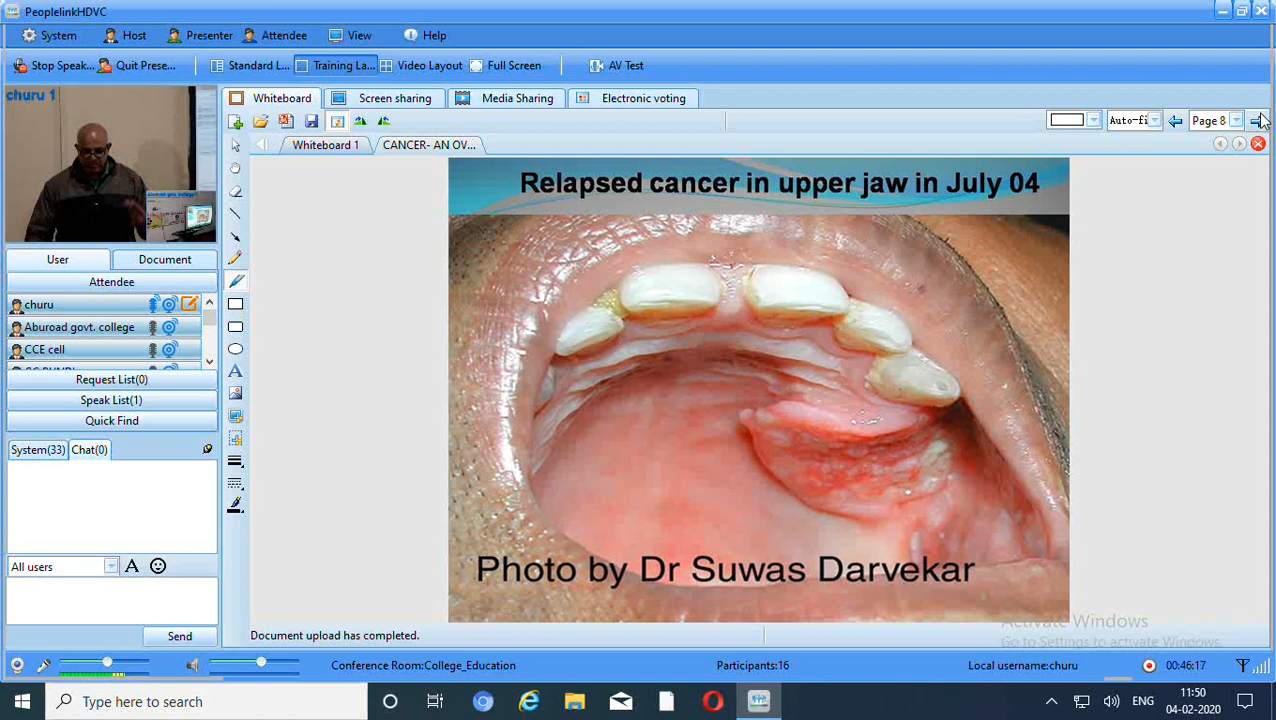 PeoplelinkHDVC
System Host Presenter Attendee View Help
Stop Speak... Quit Prese... Standard L... Training La... Video Layout Full Screen AV Test
churu 1
Whiteboard Screen sharing Media Sharing Electronic voting
Auto-fi Page 8
Whiteboard 1 CANCER- AN OV...
Relapsed cancer in upper jaw in July 04
User Document
Attendee
churu
Aburoad govt. college
CCE cell
Request List(0)
Speak List(1)
Quick Find
System(33) Chat(0)
All users A
Photo by Dr Suwas Darvekar
Activate Windows
Go to Settings to activate Windows.
Send
Document upload has completed.
Conference Room:College_Education Participants:16 Local username:churu 00:46:17
Type here to search
ENG
11:50
04-02-2020